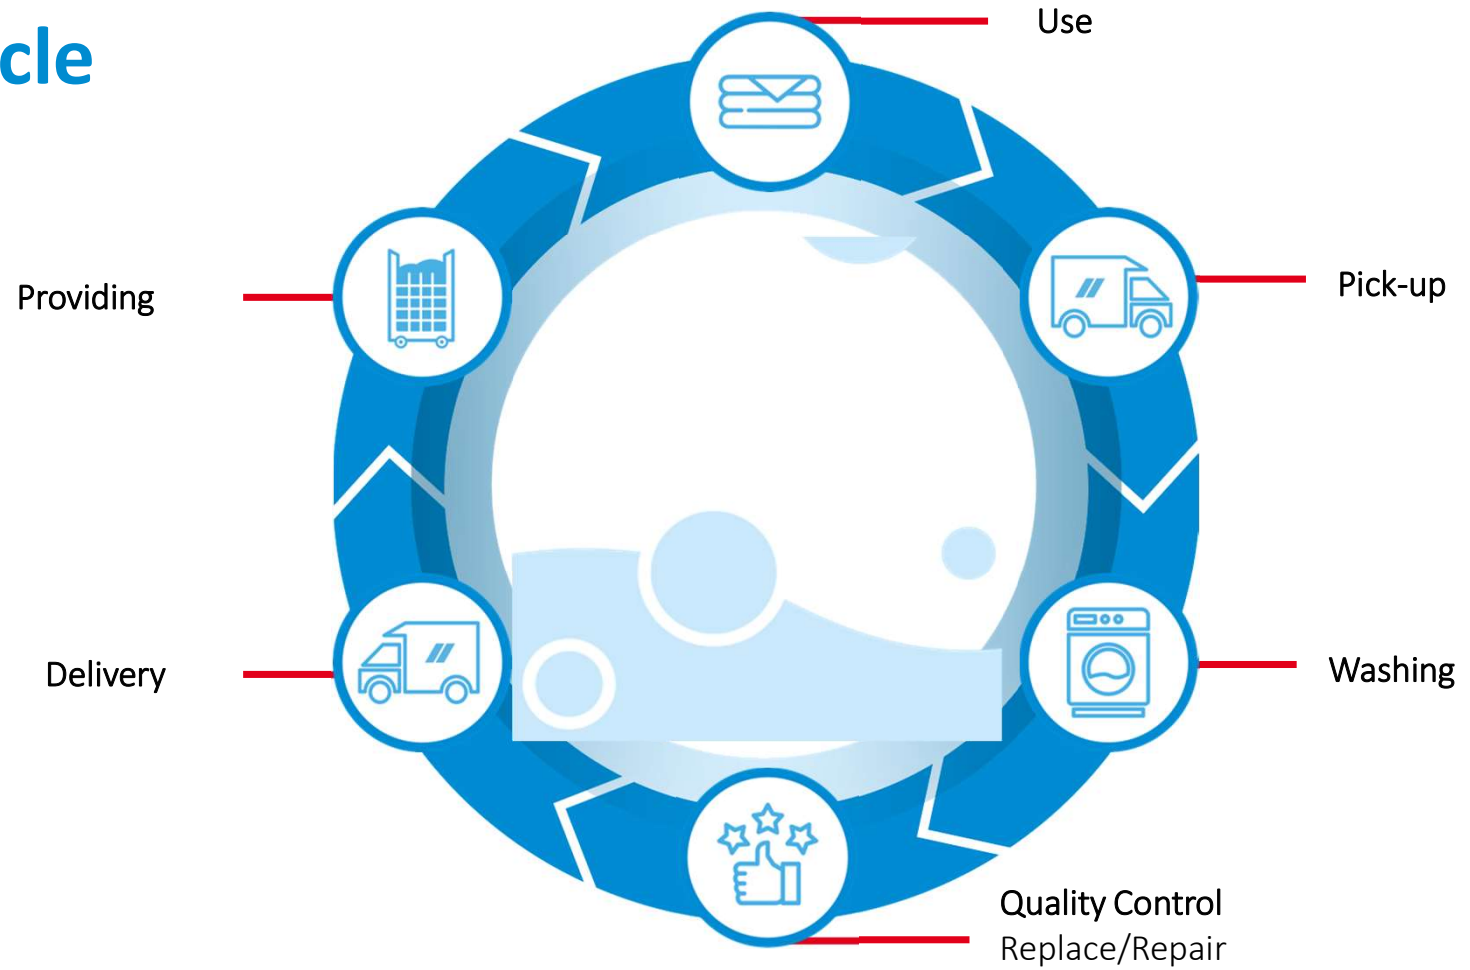 cle
Use
Providing
Pick-up
Delivery
Washing
Quality Control
Replace/Repair